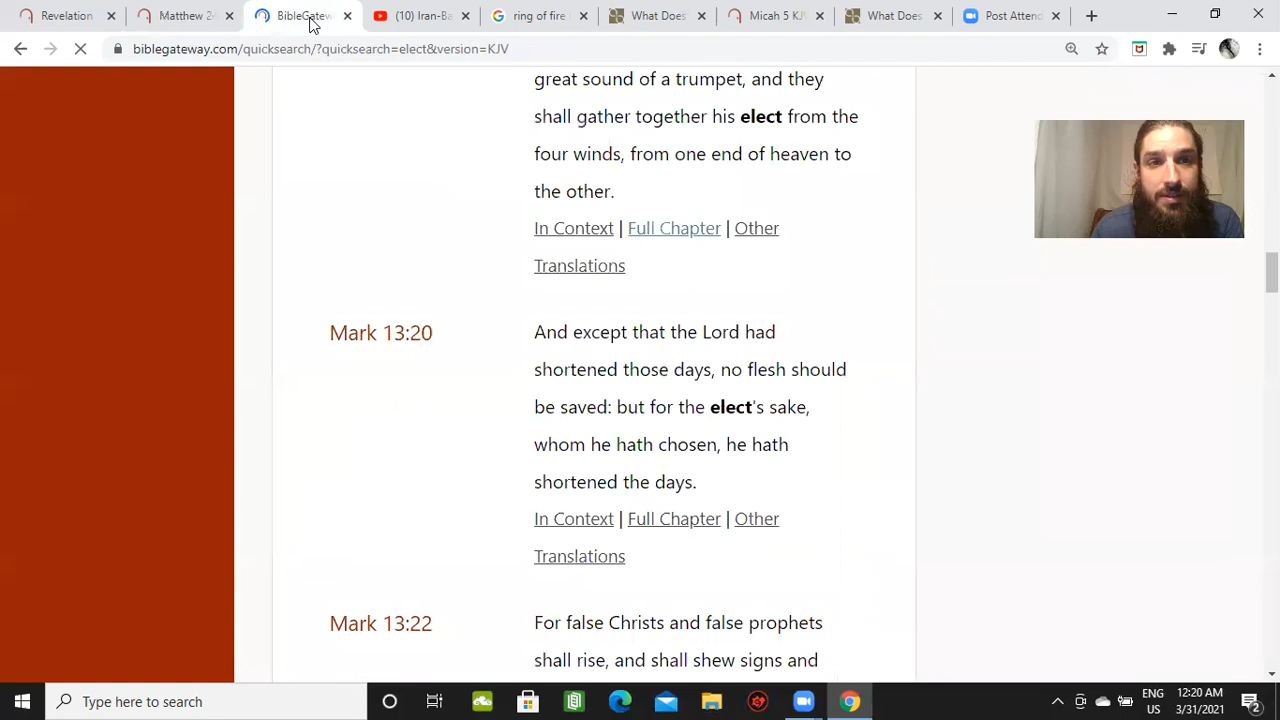 Revelation
Matthew 24
BibleGatew
(10) Iran-Ba
ring of fire
What Does
Micah 5 KJ
What Does
Post Attend
biblegateway.com/quicksearch/?quicksearch=elect&version=KJV
great sound of a trumpet, and they
shall gather together his elect from the
four winds, from one end of heaven to
the other.
In Context | Full Chapter | Other
Translations
Mark 13:20
And except that the Lord had
shortened those days, no flesh should
be saved: but for the elect's sake,
whom he hath chosen, he hath
shortened the days.
In Context | Full Chapter | Other
Translations
Mark 13:22
For false Christs and false prophets
shall rise, and shall shew signs and
Type here to search
ENG
US
12:20 AM
3/31/2021
2